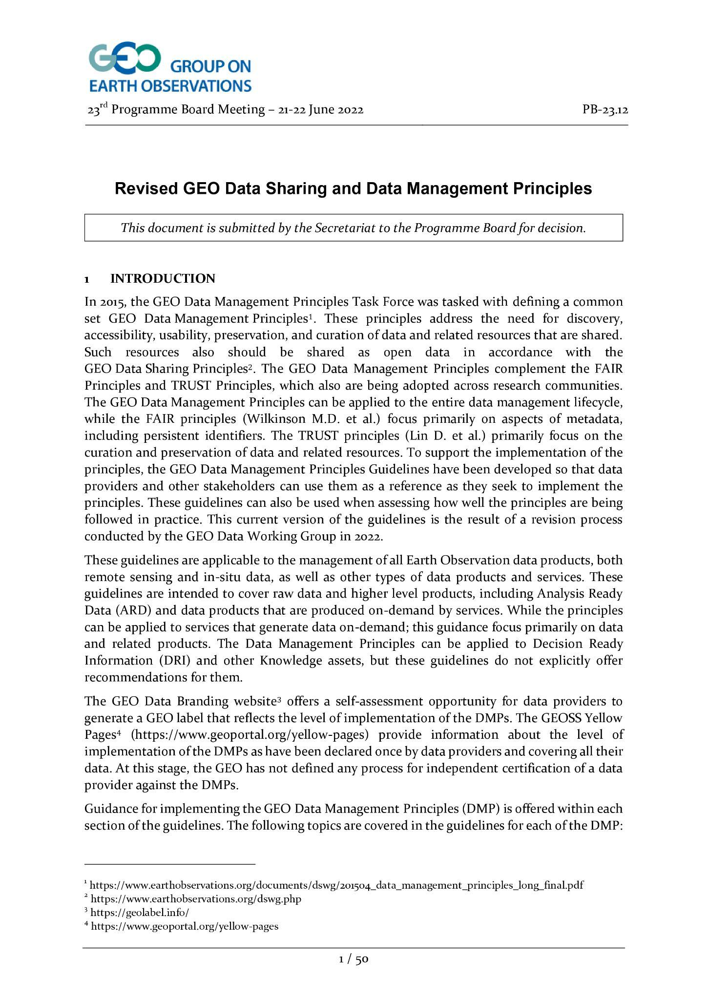 GEO GROUP ON
EARTH OBSERVATIONS
23rd Programme Board Meeting – 21-22 June 2022 PB-23.12
Revised GEO Data Sharing and Data Management Principles
This document is submitted by the Secretariat to the Programme Board for decision.
1 INTRODUCTION
In 2015, the GEO Data Management Principles Task Force was tasked with defining a common
set GEO Data Management Principles1. These principles address the need for discovery,
accessibility, usability, preservation, and curation of data and related resources that are shared.
Such resources also should be shared as open data in accordance with the
GEO Data Sharing Principles2. The GEO Data Management Principles complement the FAIR
Principles and TRUST Principles, which also are being adopted across research communities.
The GEO Data Management Principles can be applied to the entire data management lifecycle,
while the FAIR principles (Wilkinson M.D. et al.) focus primarily on aspects of metadata,
including persistent identifiers. The TRUST principles (Lin D. et al.) primarily focus on the
curation and preservation of data and related resources. To support the implementation of the
principles, the GEO Data Management Principles Guidelines have been developed so that data
providers and other stakeholders can use them as a reference as they seek to implement the
principles. These guidelines can also be used when assessing how well the principles are being
followed in practice. This current version of the guidelines is the result of a revision process
conducted by the GEO Data Working Group in 2022.
These guidelines are applicable to the management of all Earth Observation data products, both
remote sensing and in-situ data, as well as other types of data products and services. These
guidelines are intended to cover raw data and higher level products, including Analysis Ready
Data (ARD) and data products that are produced on-demand by services. While the principles
can be applied to services that generate data on-demand; this guidance focus primarily on data
and related products. The Data Management Principles can be applied to Decision Ready
Information (DRI) and other Knowledge assets, but these guidelines do not explicitly offer
recommendations for them.
The GEO Data Branding website3 offers a self-assessment opportunity for data providers to
generate a GEO label that reflects the level of implementation of the DMPs. The GEOSS Yellow
Pages4 (https://www.geoportal.org/yellow-pages) provide information about the level of
implementation of the DMPs as have been declared once by data providers and covering all their
data. At this stage, the GEO has not defined any process for independent certification of a data
provider against the DMPs.
Guidance for implementing the GEO Data Management Principles (DMP) is offered within each
section of the guidelines. The following topics are covered in the guidelines for each of the DMP:
1 https://www.earthobservations.org/documents/dswg/201504_data_management_principles_long_final.pdf
2 https://www.earthobservations.org/dswg.php
3 https://geolabel.info/
4 https://www.geoportal.org/yellow-pages
1 / 50